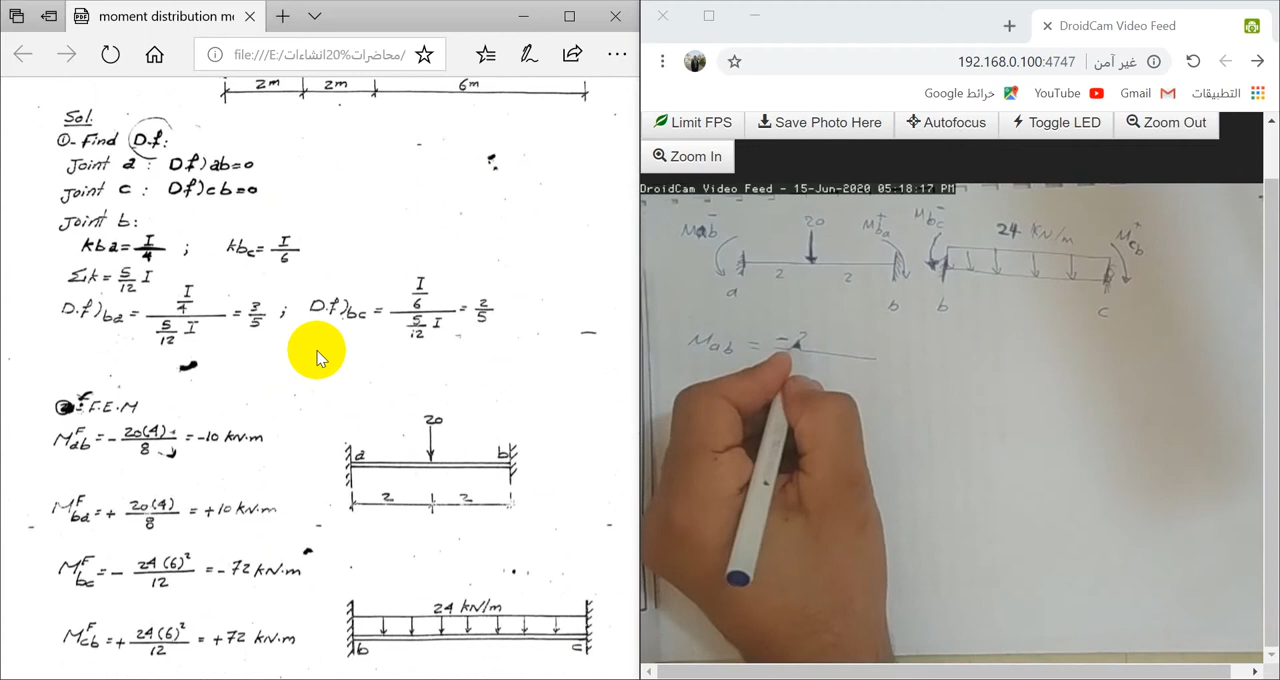 moment distribution me
file:///E:/محاضرات%20انشاءات/
2m 2m 6m
Sol.
①- Find D.f:
Joint a : D.f)ab=0
Joint c : D.f)cb=0
Joint b:
kba=I/4 ; kbc=I/6
Σk=5/12 I
D.f)ba = (I/4)/(5/12 I) = 3/5 ; D.f)bc = (I/6)/(5/12 I) = 2/5
F.E.M
M^F_ab = - 20(4)/8 = -10 kN.m
20
a b
2 2
M^F_ba = + 20(4)/8 = +10 kN.m
M^F_bc = - 24(6)²/12 = - 72 kN.m
24 kN/m
b c
M^F_cb = + 24(6)²/12 = +72 kN.m
DroidCam Video Feed
192.168.0.100:4747
غير آمن
التطبيقات
Gmail
YouTube
خرائط Google
Limit FPS
Save Photo Here
Autofocus
Toggle LED
Zoom Out
Zoom In
DroidCam Video Feed - 15-Jun-2020 05:18:17 PM
Mab - 20 Mba + Mbc - 24 KN/m Mcb +
2 2
a b b c
Mab = -